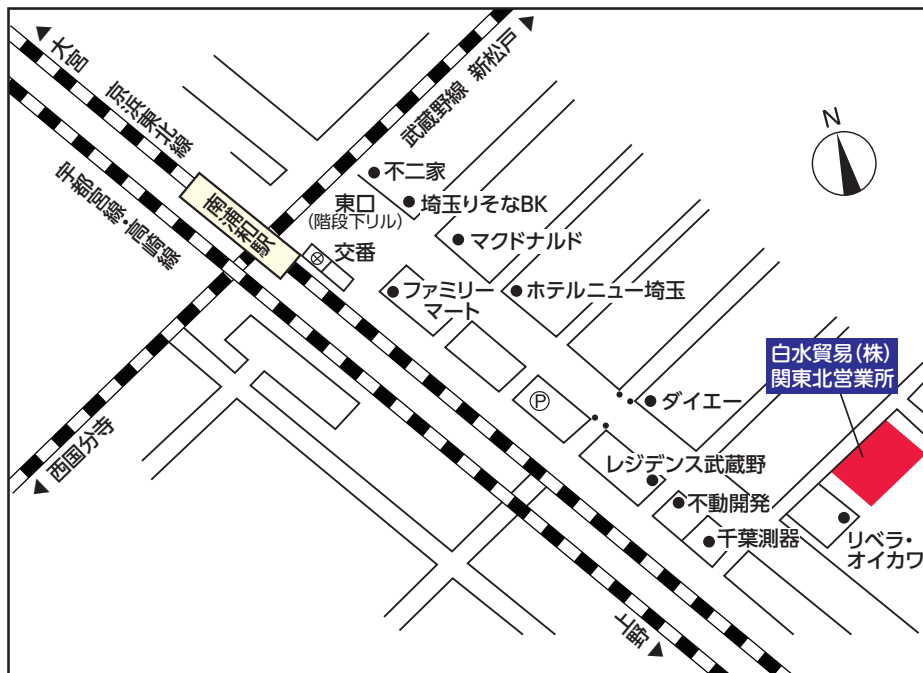 大宮
京浜東北線
宇都宮線・高崎線
武蔵野線 新松戸
N
不二家
東口
(階段下リル)
埼玉りそなBK
南浦和駅
交番
マクドナルド
ファミリー
マート
ホテルニュー埼玉
白水貿易(株)
関東北営業所
P
ダイエー
西国分寺
レジデンス武蔵野
不動開発
千葉測器
リベラ・
オイカワ
上野